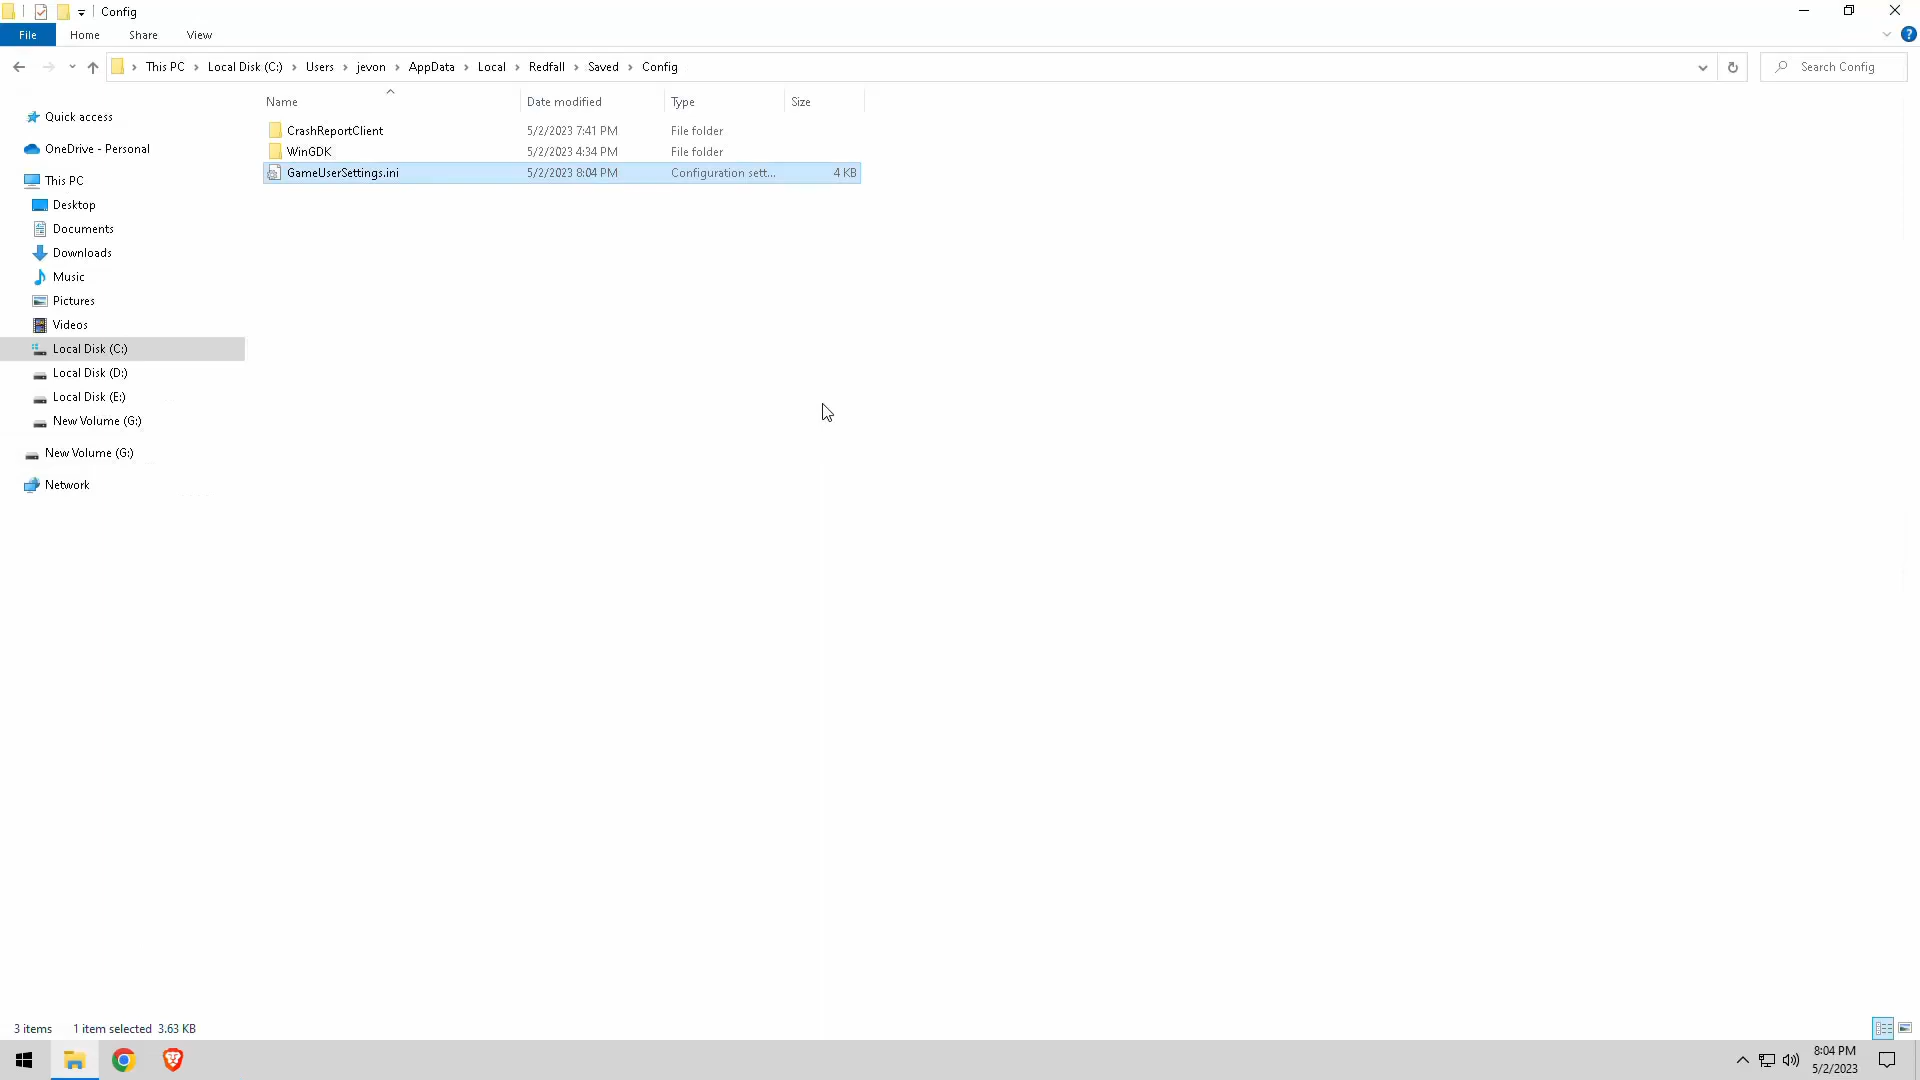 Config
File Home Share View
This PC Local Disk (C:) Users jevon AppData Local Redfall Saved Config
Search Config
Name Date modified Type Size
CrashReportClient 5/2/2023 7:41 PM File folder
WinGDK 5/2/2023 4:34 PM File folder
GameUserSettings.ini 5/2/2023 8:04 PM Configuration sett... 4 KB
Quick access
OneDrive - Personal
This PC
Desktop
Documents
Downloads
Music
Pictures
Videos
Local Disk (C:)
Local Disk (D:)
Local Disk (E:)
New Volume (G:)
New Volume (G:)
Network
3 items 1 item selected 3.63 KB
8:04 PM
5/2/2023